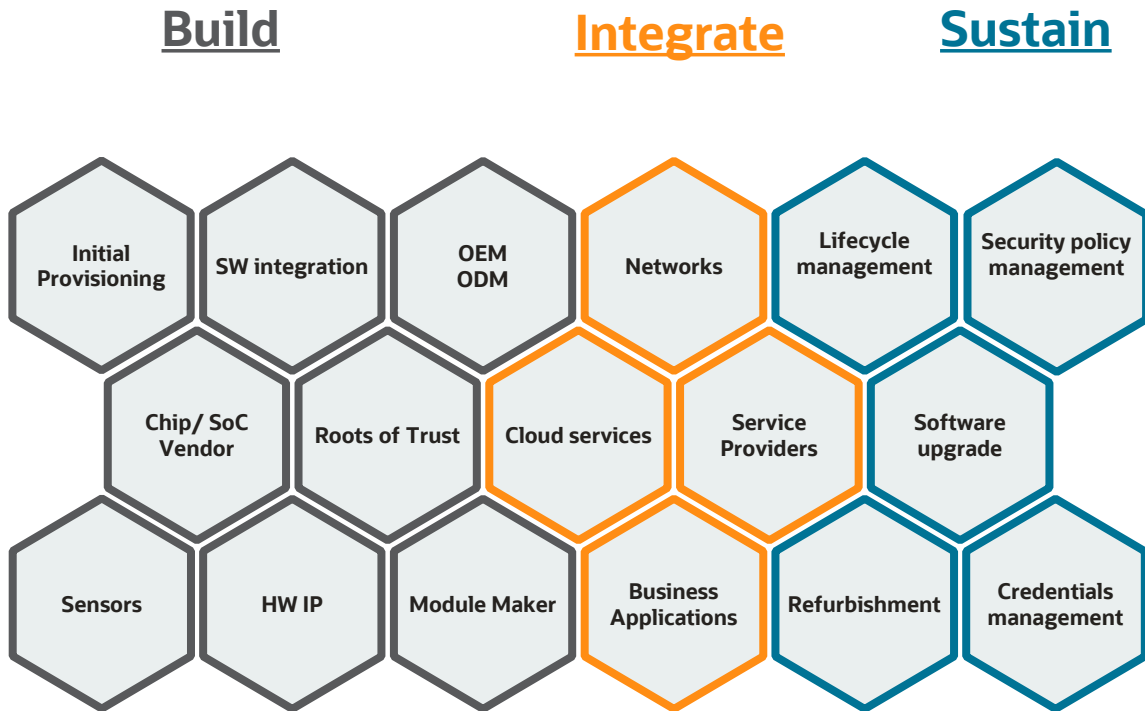 Build
Integrate
Sustain
Initial
Provisioning
SW integration
OEM
ODM
Networks
Lifecycle
management
Security policy
management
Chip/ SoC
Vendor
Roots of Trust
Cloud services
Service
Providers
Software
upgrade
Sensors
HW IP
Module Maker
Business
Applications
Refurbishment
Credentials
management